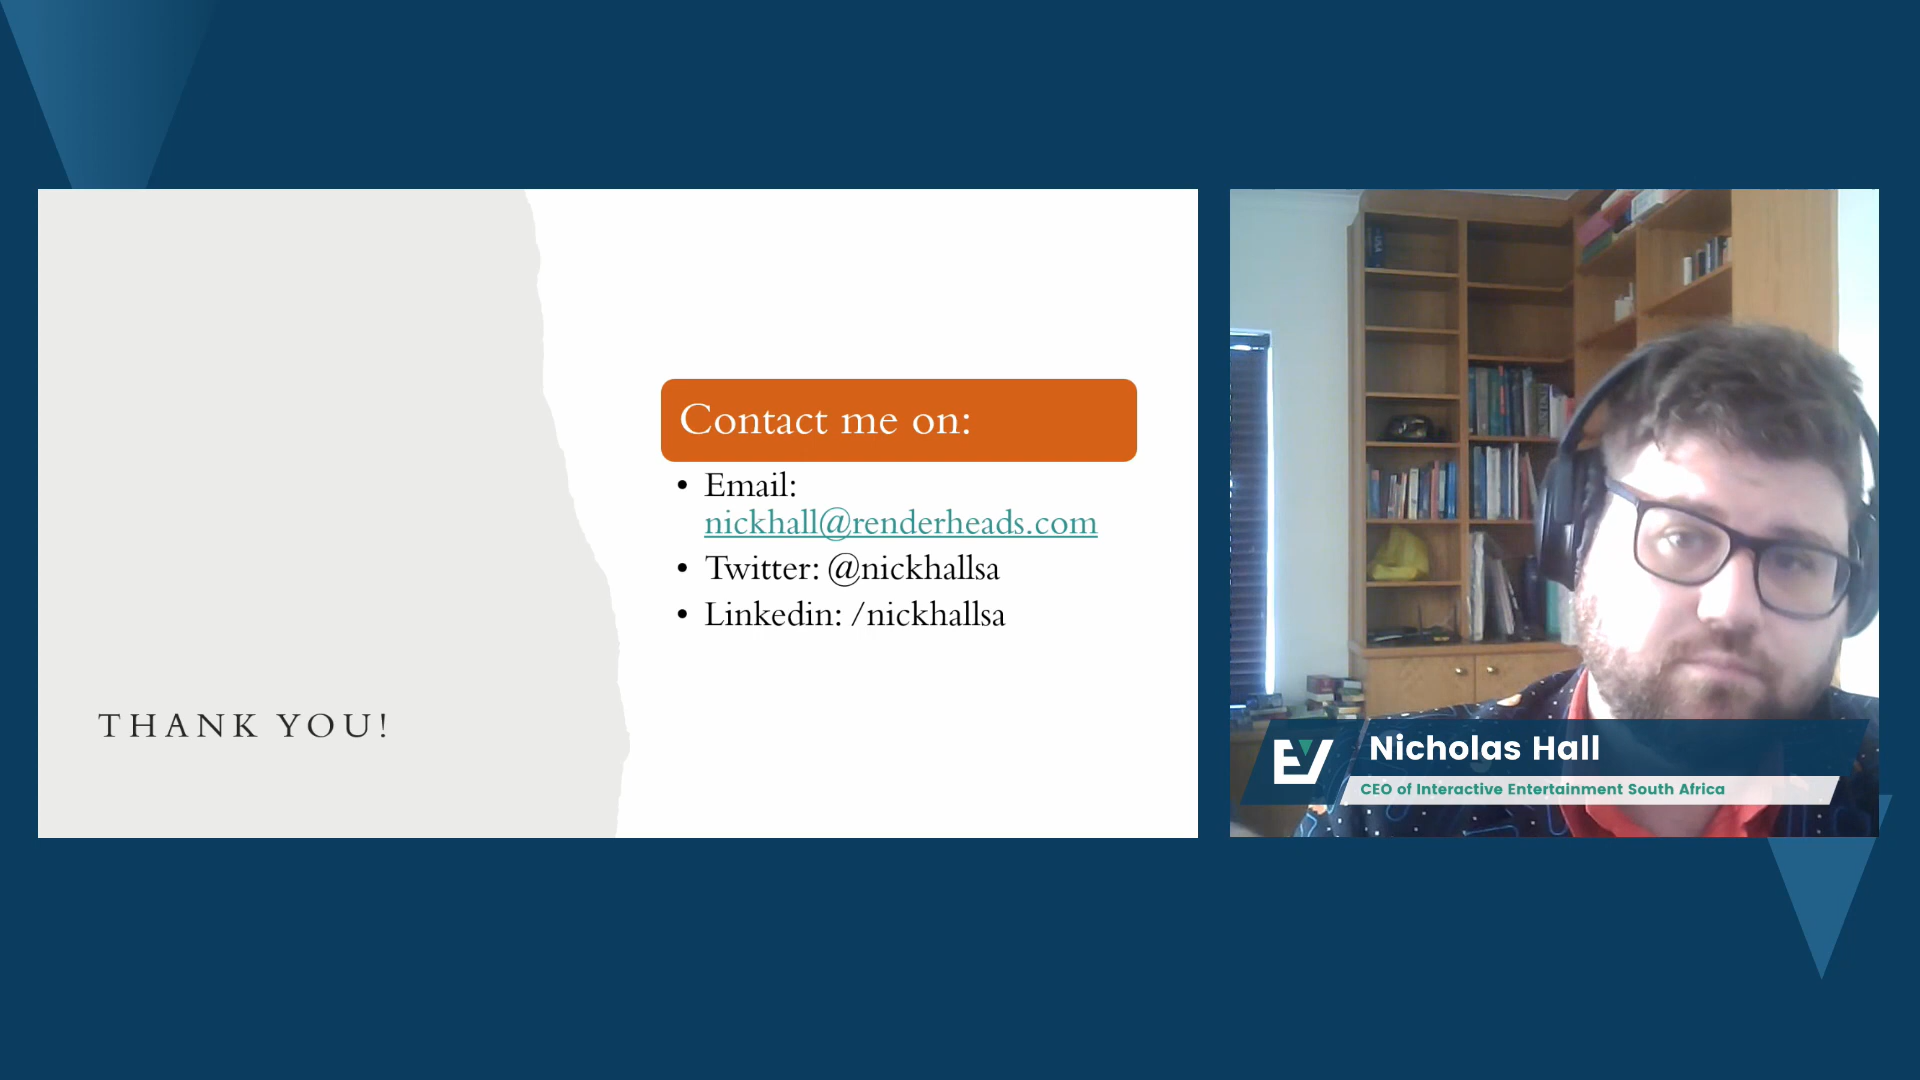 Contact me on:
• Email:
nickhall@renderheads.com
• Twitter: @nickhallsa
• Linkedin: /nickhallsa
THANK YOU!
EV
Nicholas Hall
CEO of Interactive Entertainment South Africa